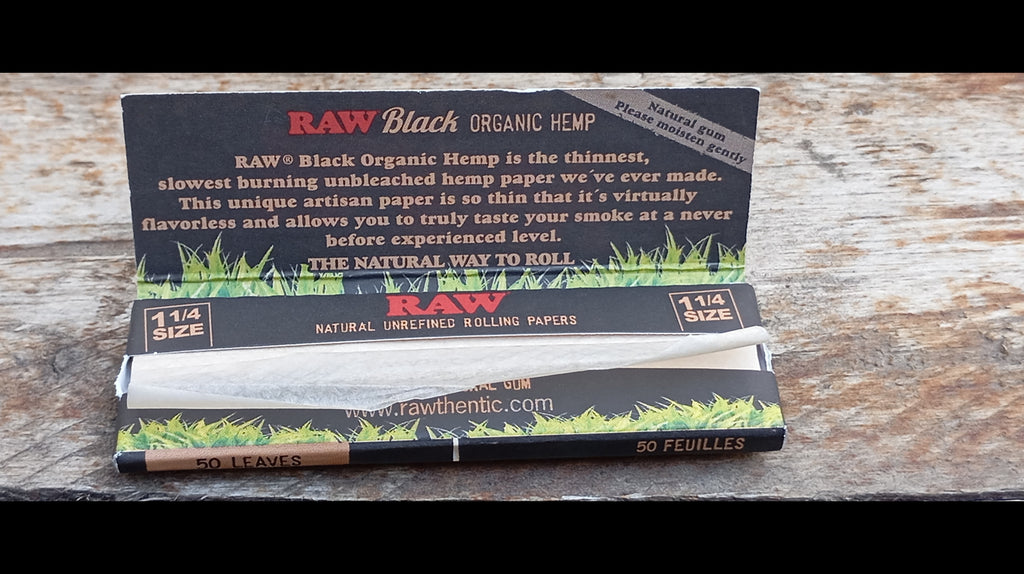 RAW Black ORGANIC HEMP
Natural gum
Please moisten gently
RAW® Black Organic Hemp is the thinnest,
slowest burning unbleached hemp paper we´ve ever made.
This unique artisan paper is so thin that it´s virtually
flavorless and allows you to truly taste your smoke at a never
before experienced level.
THE NATURAL WAY TO ROLL
1 1/4
SIZE
RAW
NATURAL UNREFINED ROLLING PAPERS
1 1/4
SIZE
GUM
www.rawthentic.com
50 LEAVES
50 FEUILLES